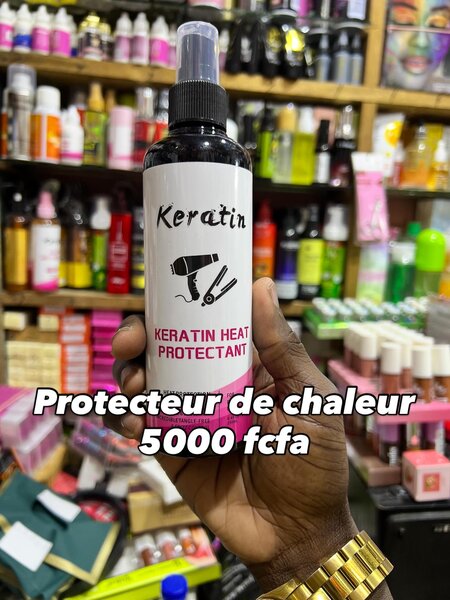 Keratin
KERATIN HEAT
PROTECTANT
Protecteur de chaleur
5000 fcfa